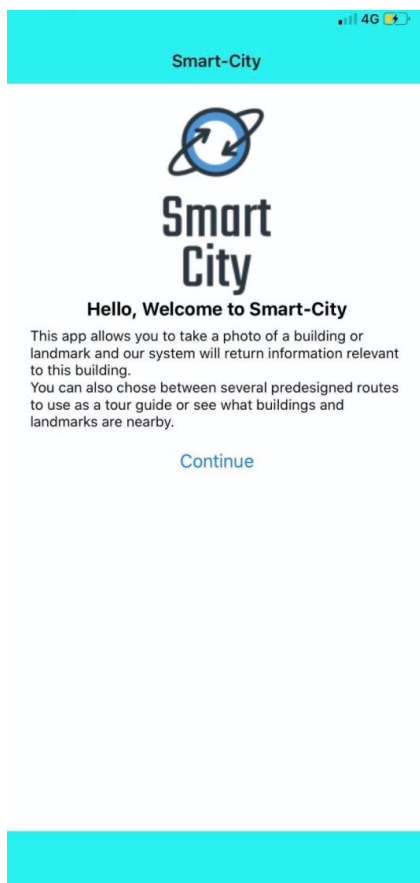 4G
Smart-City
Smart
City
Hello, Welcome to Smart-City
This app allows you to take a photo of a building or
landmark and our system will return information relevant
to this building.
You can also chose between several predesigned routes
to use as a tour guide or see what buildings and
landmarks are nearby.
Continue